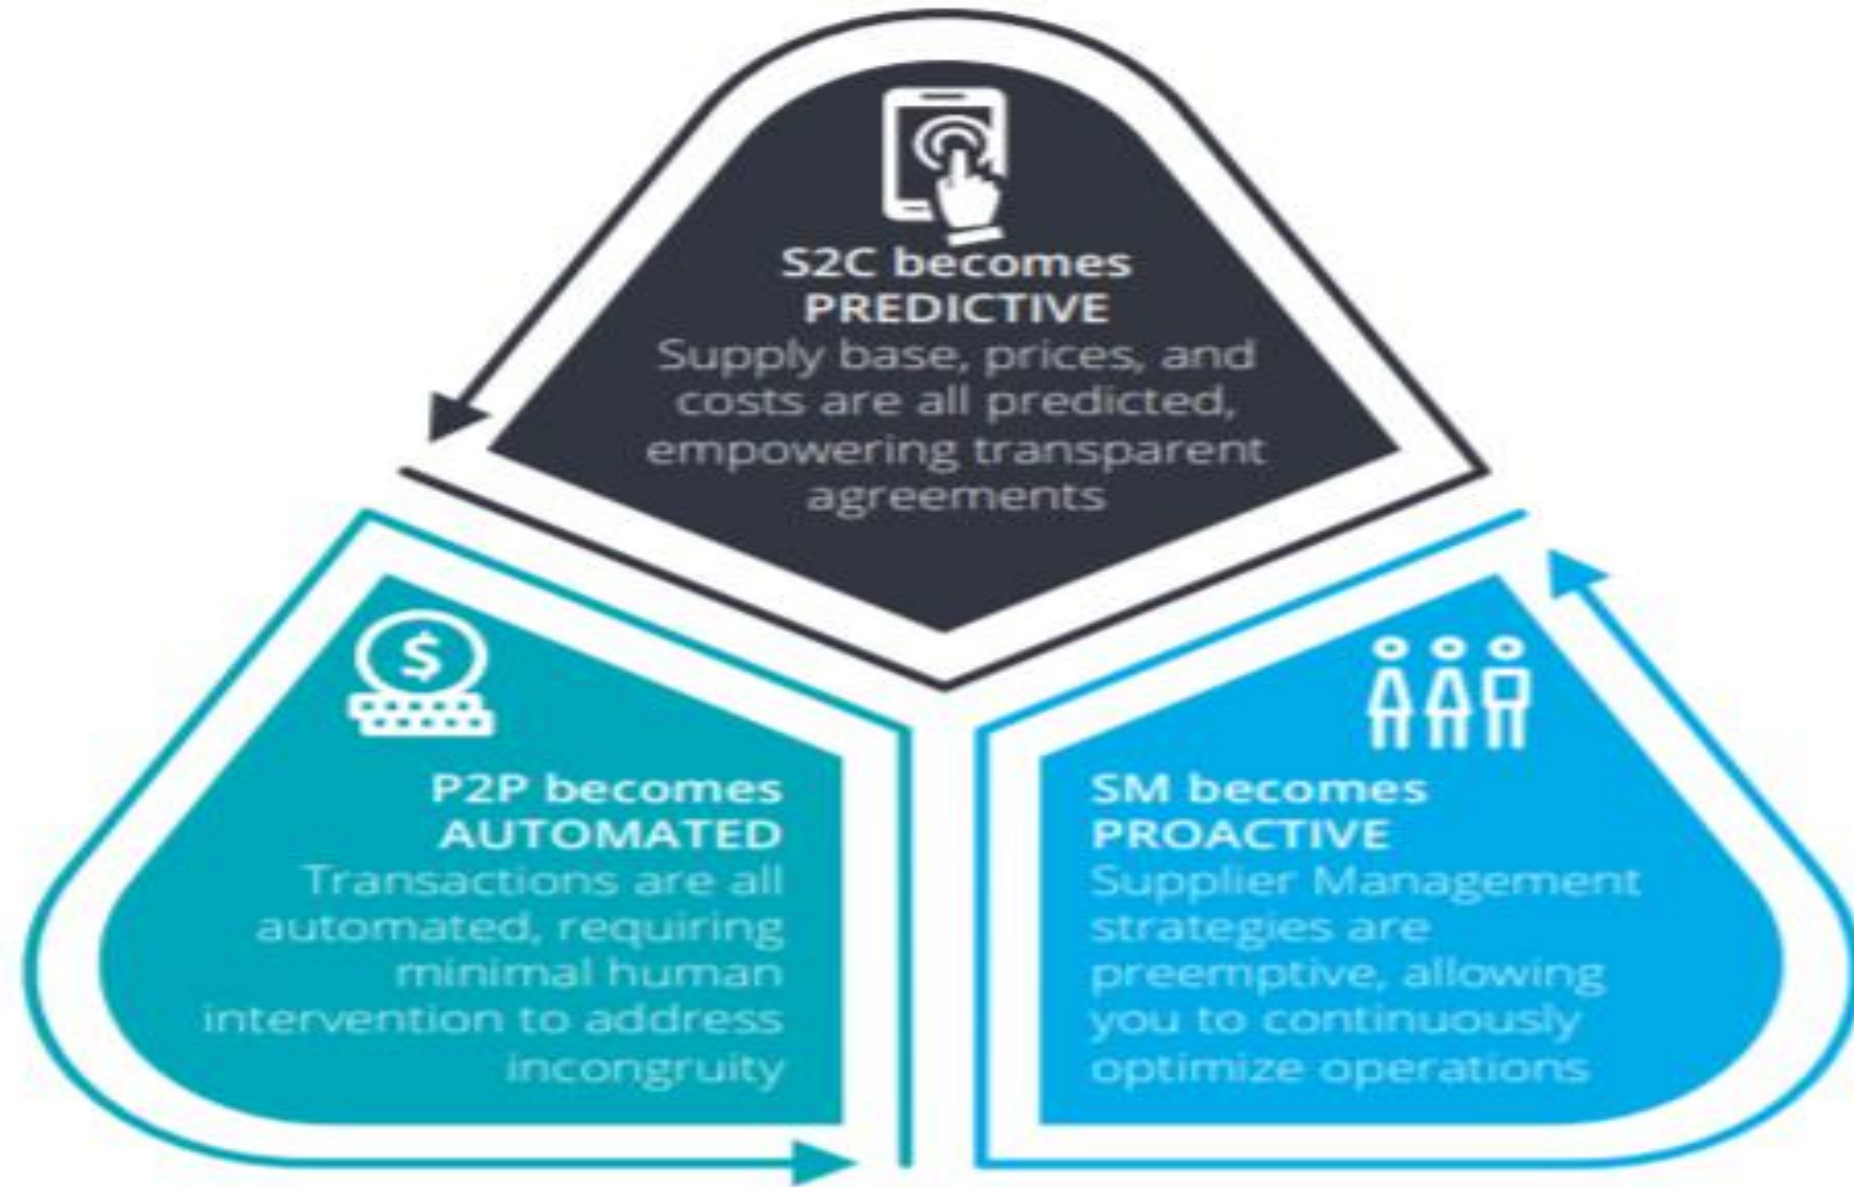 S2C becomes
PREDICTIVE
Supply base, prices, and
costs are all predicted,
empowering transparent
agreements
$
P2P becomes
AUTOMATED
Transactions are all
automated, requiring
minimal human
intervention to address
incongruity
SM becomes
PROACTIVE
Supplier Management
strategies are
preemptive, allowing
you to continuously
optimize operations